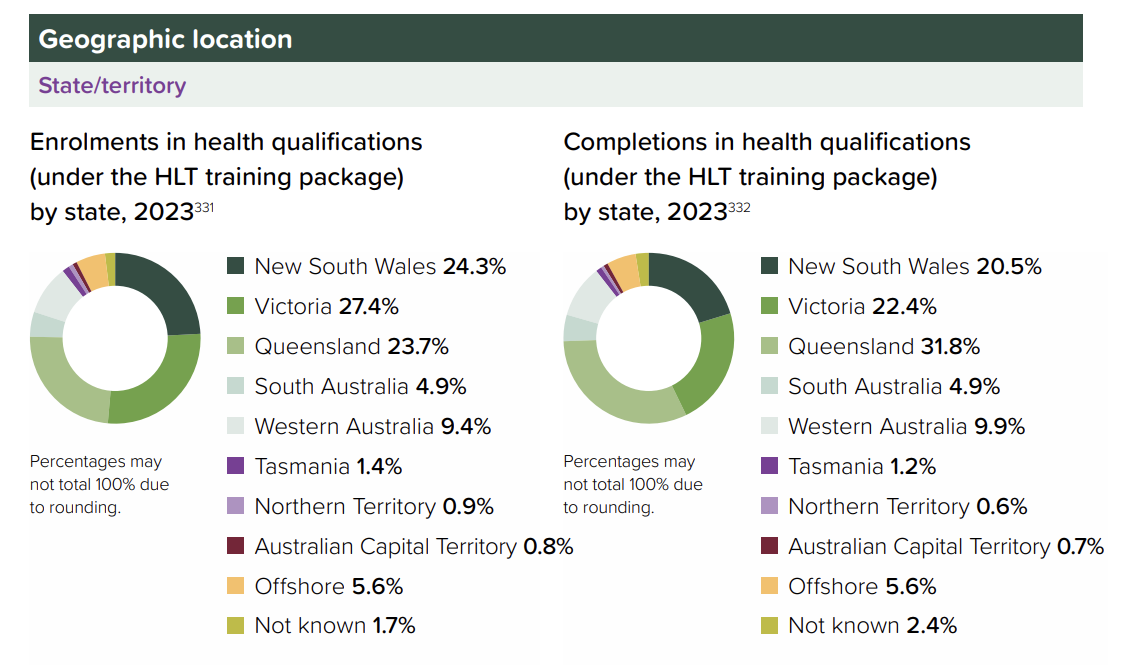 Geographic location
State/territory
Enrolments in health qualifications
(under the HLT training package)
by state, 2023331
New South Wales 24.3%
Victoria 27.4%
Queensland 23.7%
South Australia 4.9%
Western Australia 9.4%
Tasmania 1.4%
Northern Territory 0.9%
Australian Capital Territory 0.8%
Offshore 5.6%
Not known 1.7%
Percentages may
not total 100% due
to rounding.
Completions in health qualifications
(under the HLT training package)
by state, 2023332
New South Wales 20.5%
Victoria 22.4%
Queensland 31.8%
South Australia 4.9%
Western Australia 9.9%
Tasmania 1.2%
Northern Territory 0.6%
Australian Capital Territory 0.7%
Offshore 5.6%
Not known 2.4%
Percentages may
not total 100% due
to rounding.